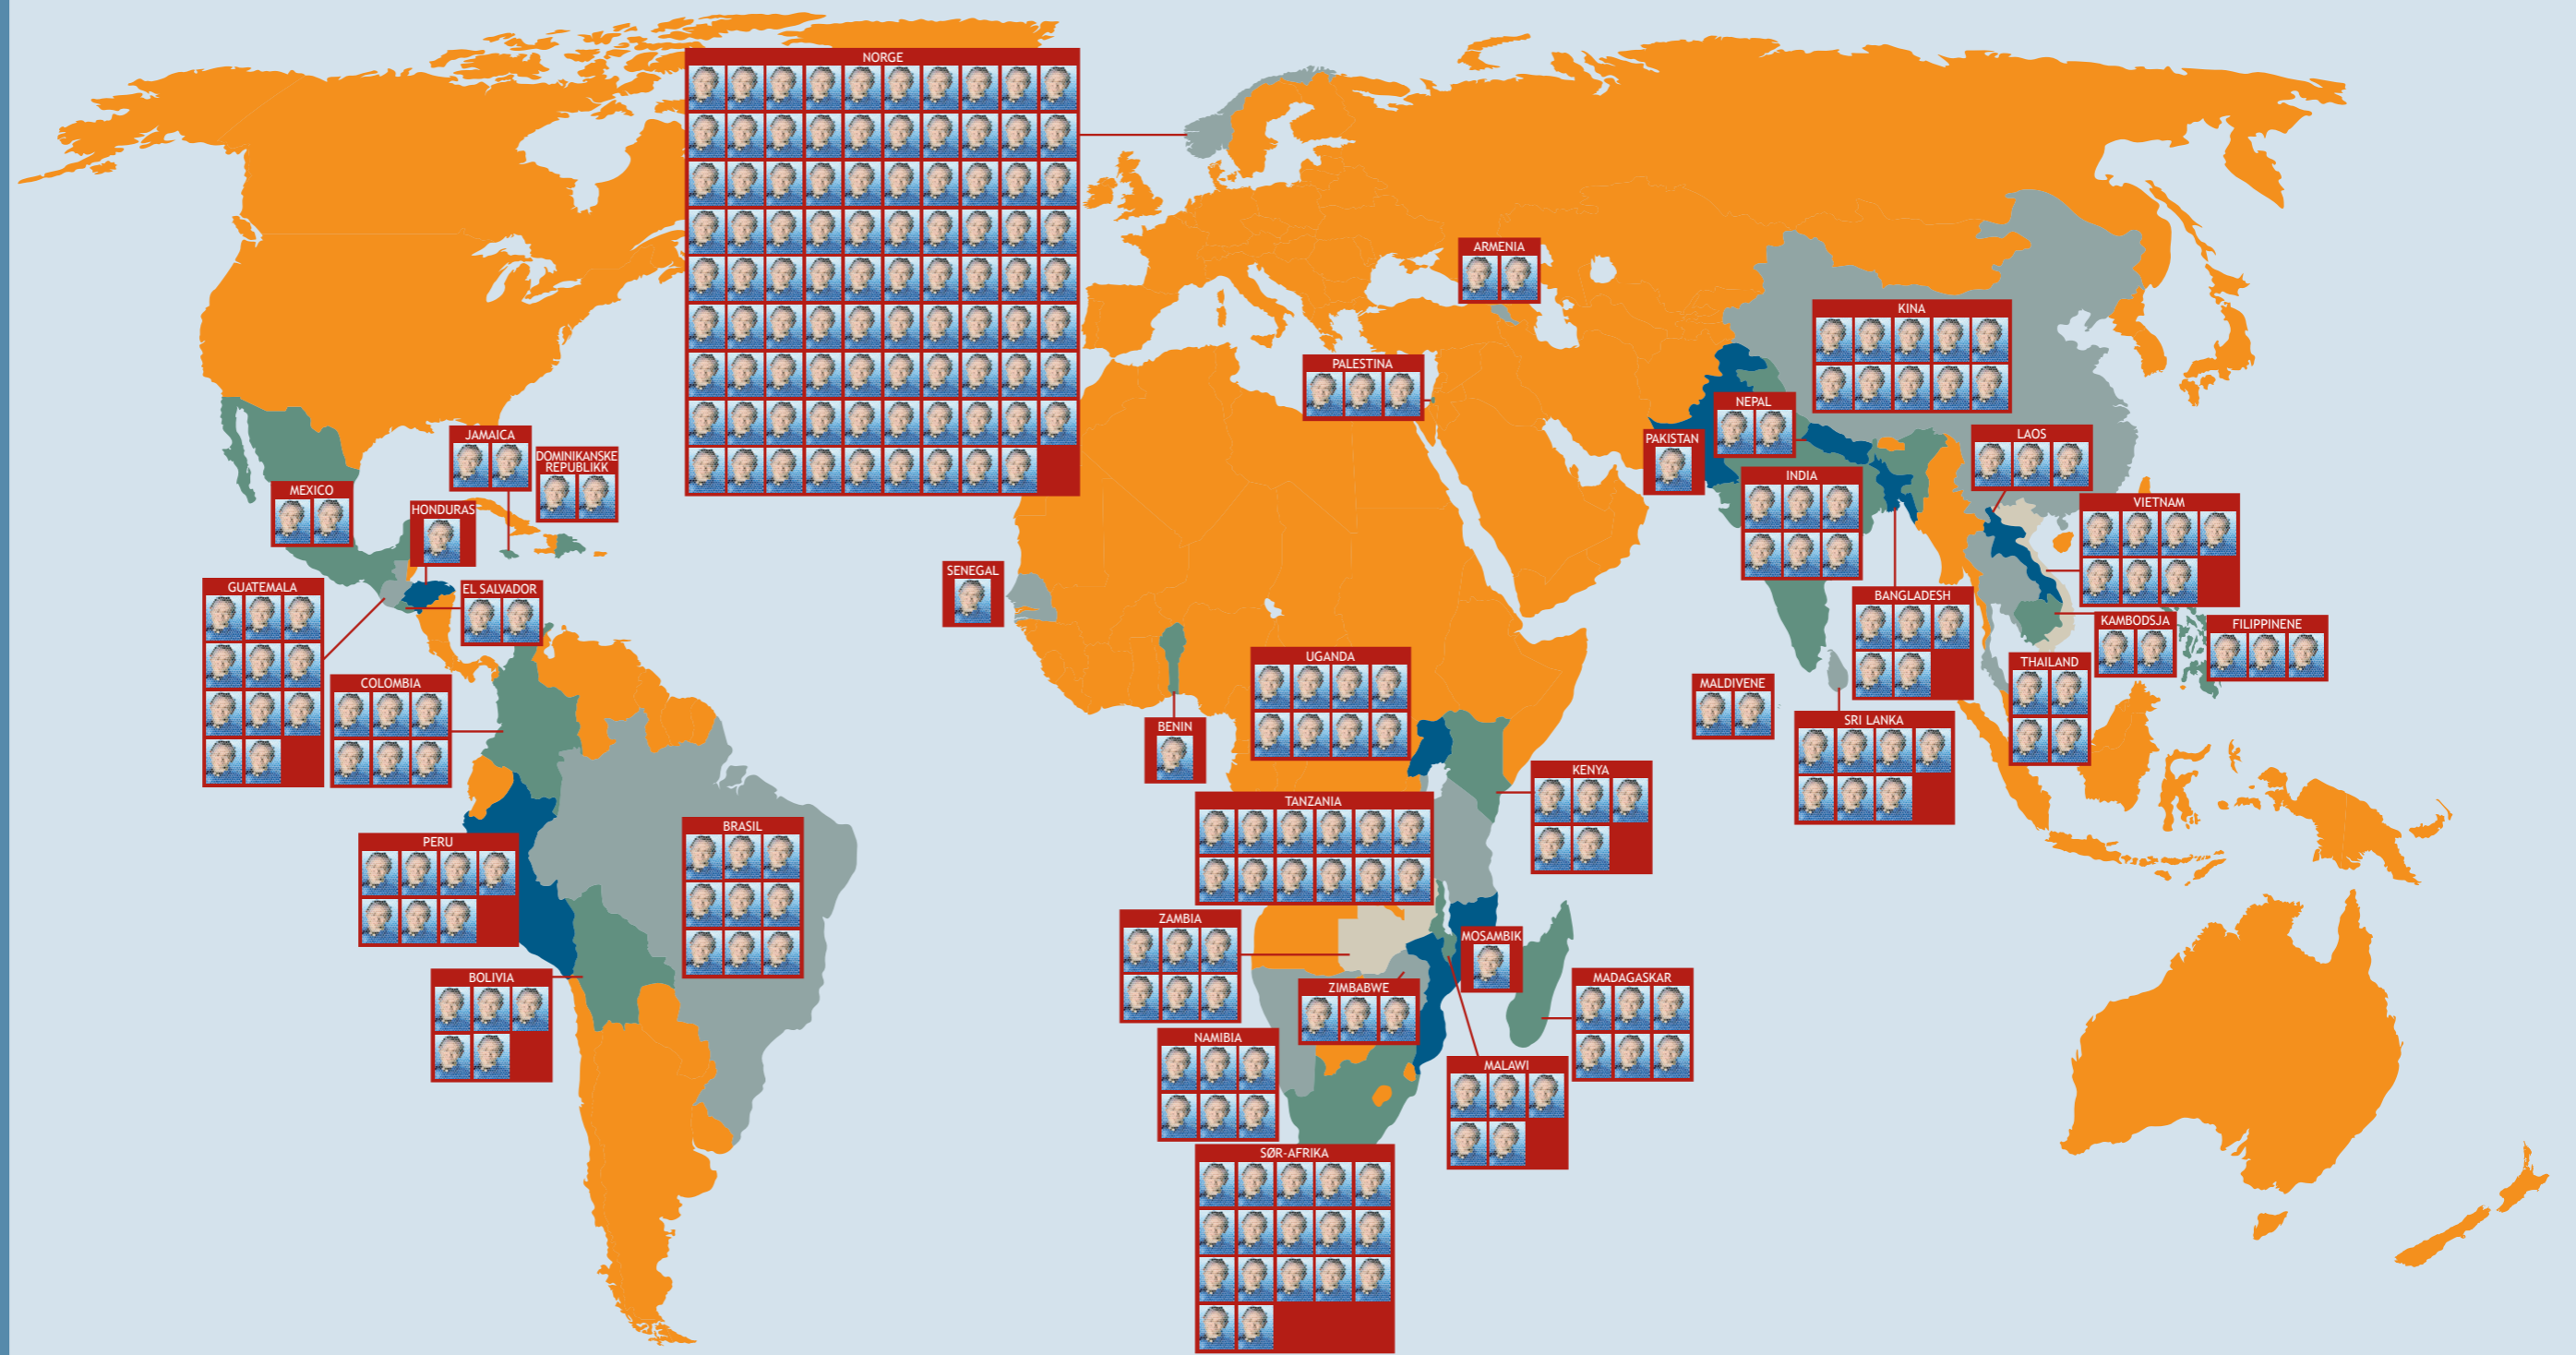 NORGE
ARMENIA
KINA
PALESTINA
NEPAL
PAKISTAN
LAOS
JAMAICA
DOMINIKANSKE
REPUBLIKK
INDIA
MEXICO
HONDURAS
VIETNAM
SENEGAL
GUATEMALA
EL SALVADOR
BANGLADESH
KAMBODSJA
FILIPPINENE
UGANDA
THAILAND
COLOMBIA
MALDIVENE
BENIN
SRI LANKA
KENYA
TANZANIA
BRASIL
PERU
ZAMBIA
MOSAMBIK
BOLIVIA
ZIMBABWE
MADAGASKAR
NAMIBIA
MALAWI
SØR-AFRIKA